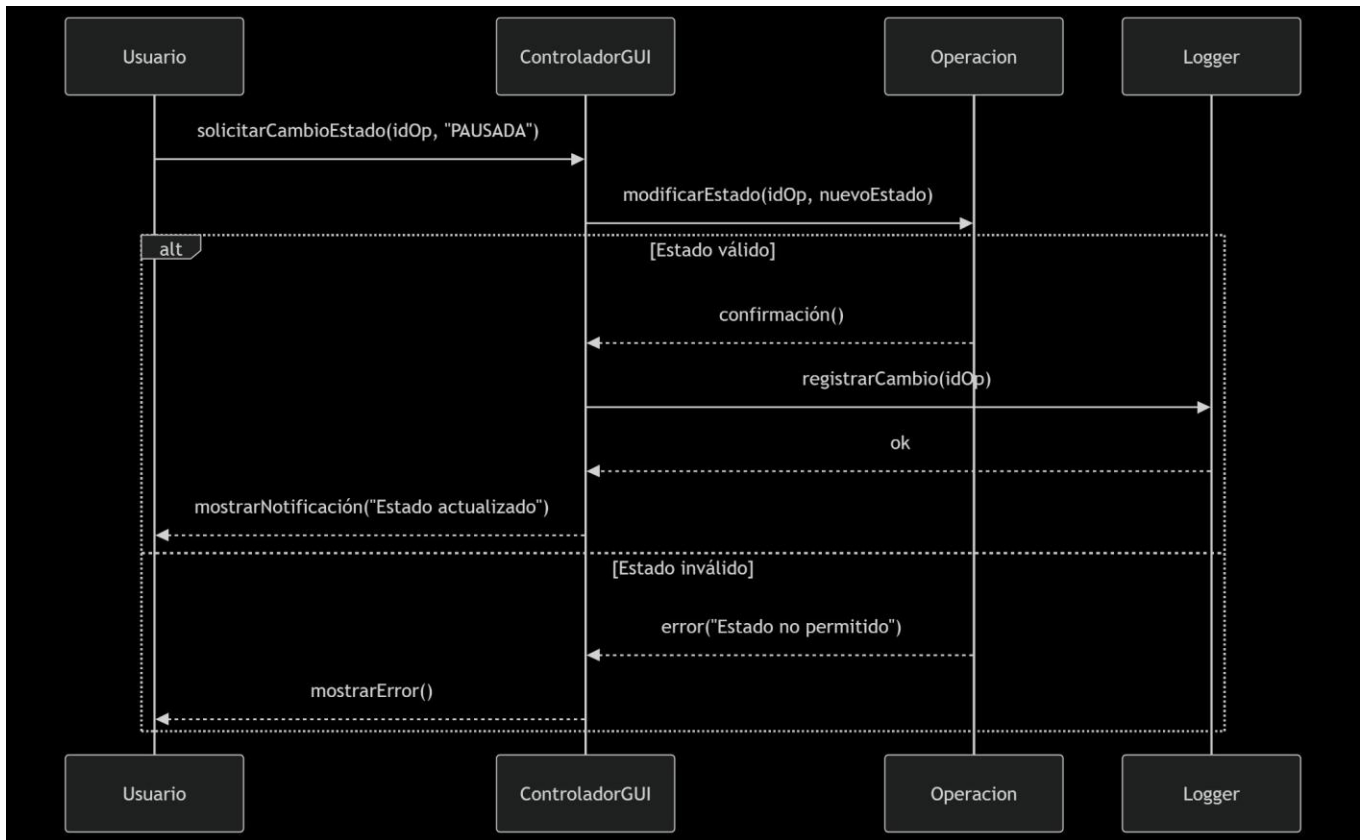 Usuario
ControladorGUI
Operacion
Logger
solicitarCambioEstado(idOp, "PAUSADA")
modificarEstado(idOp, nuevoEstado)
alt
[Estado válido]
confirmación()
registrarCambio(idOp)
ok
mostrarNotificación("Estado actualizado")
[Estado inválido]
error("Estado no permitido")
mostrarError()
Usuario
ControladorGUI
Operacion
Logger